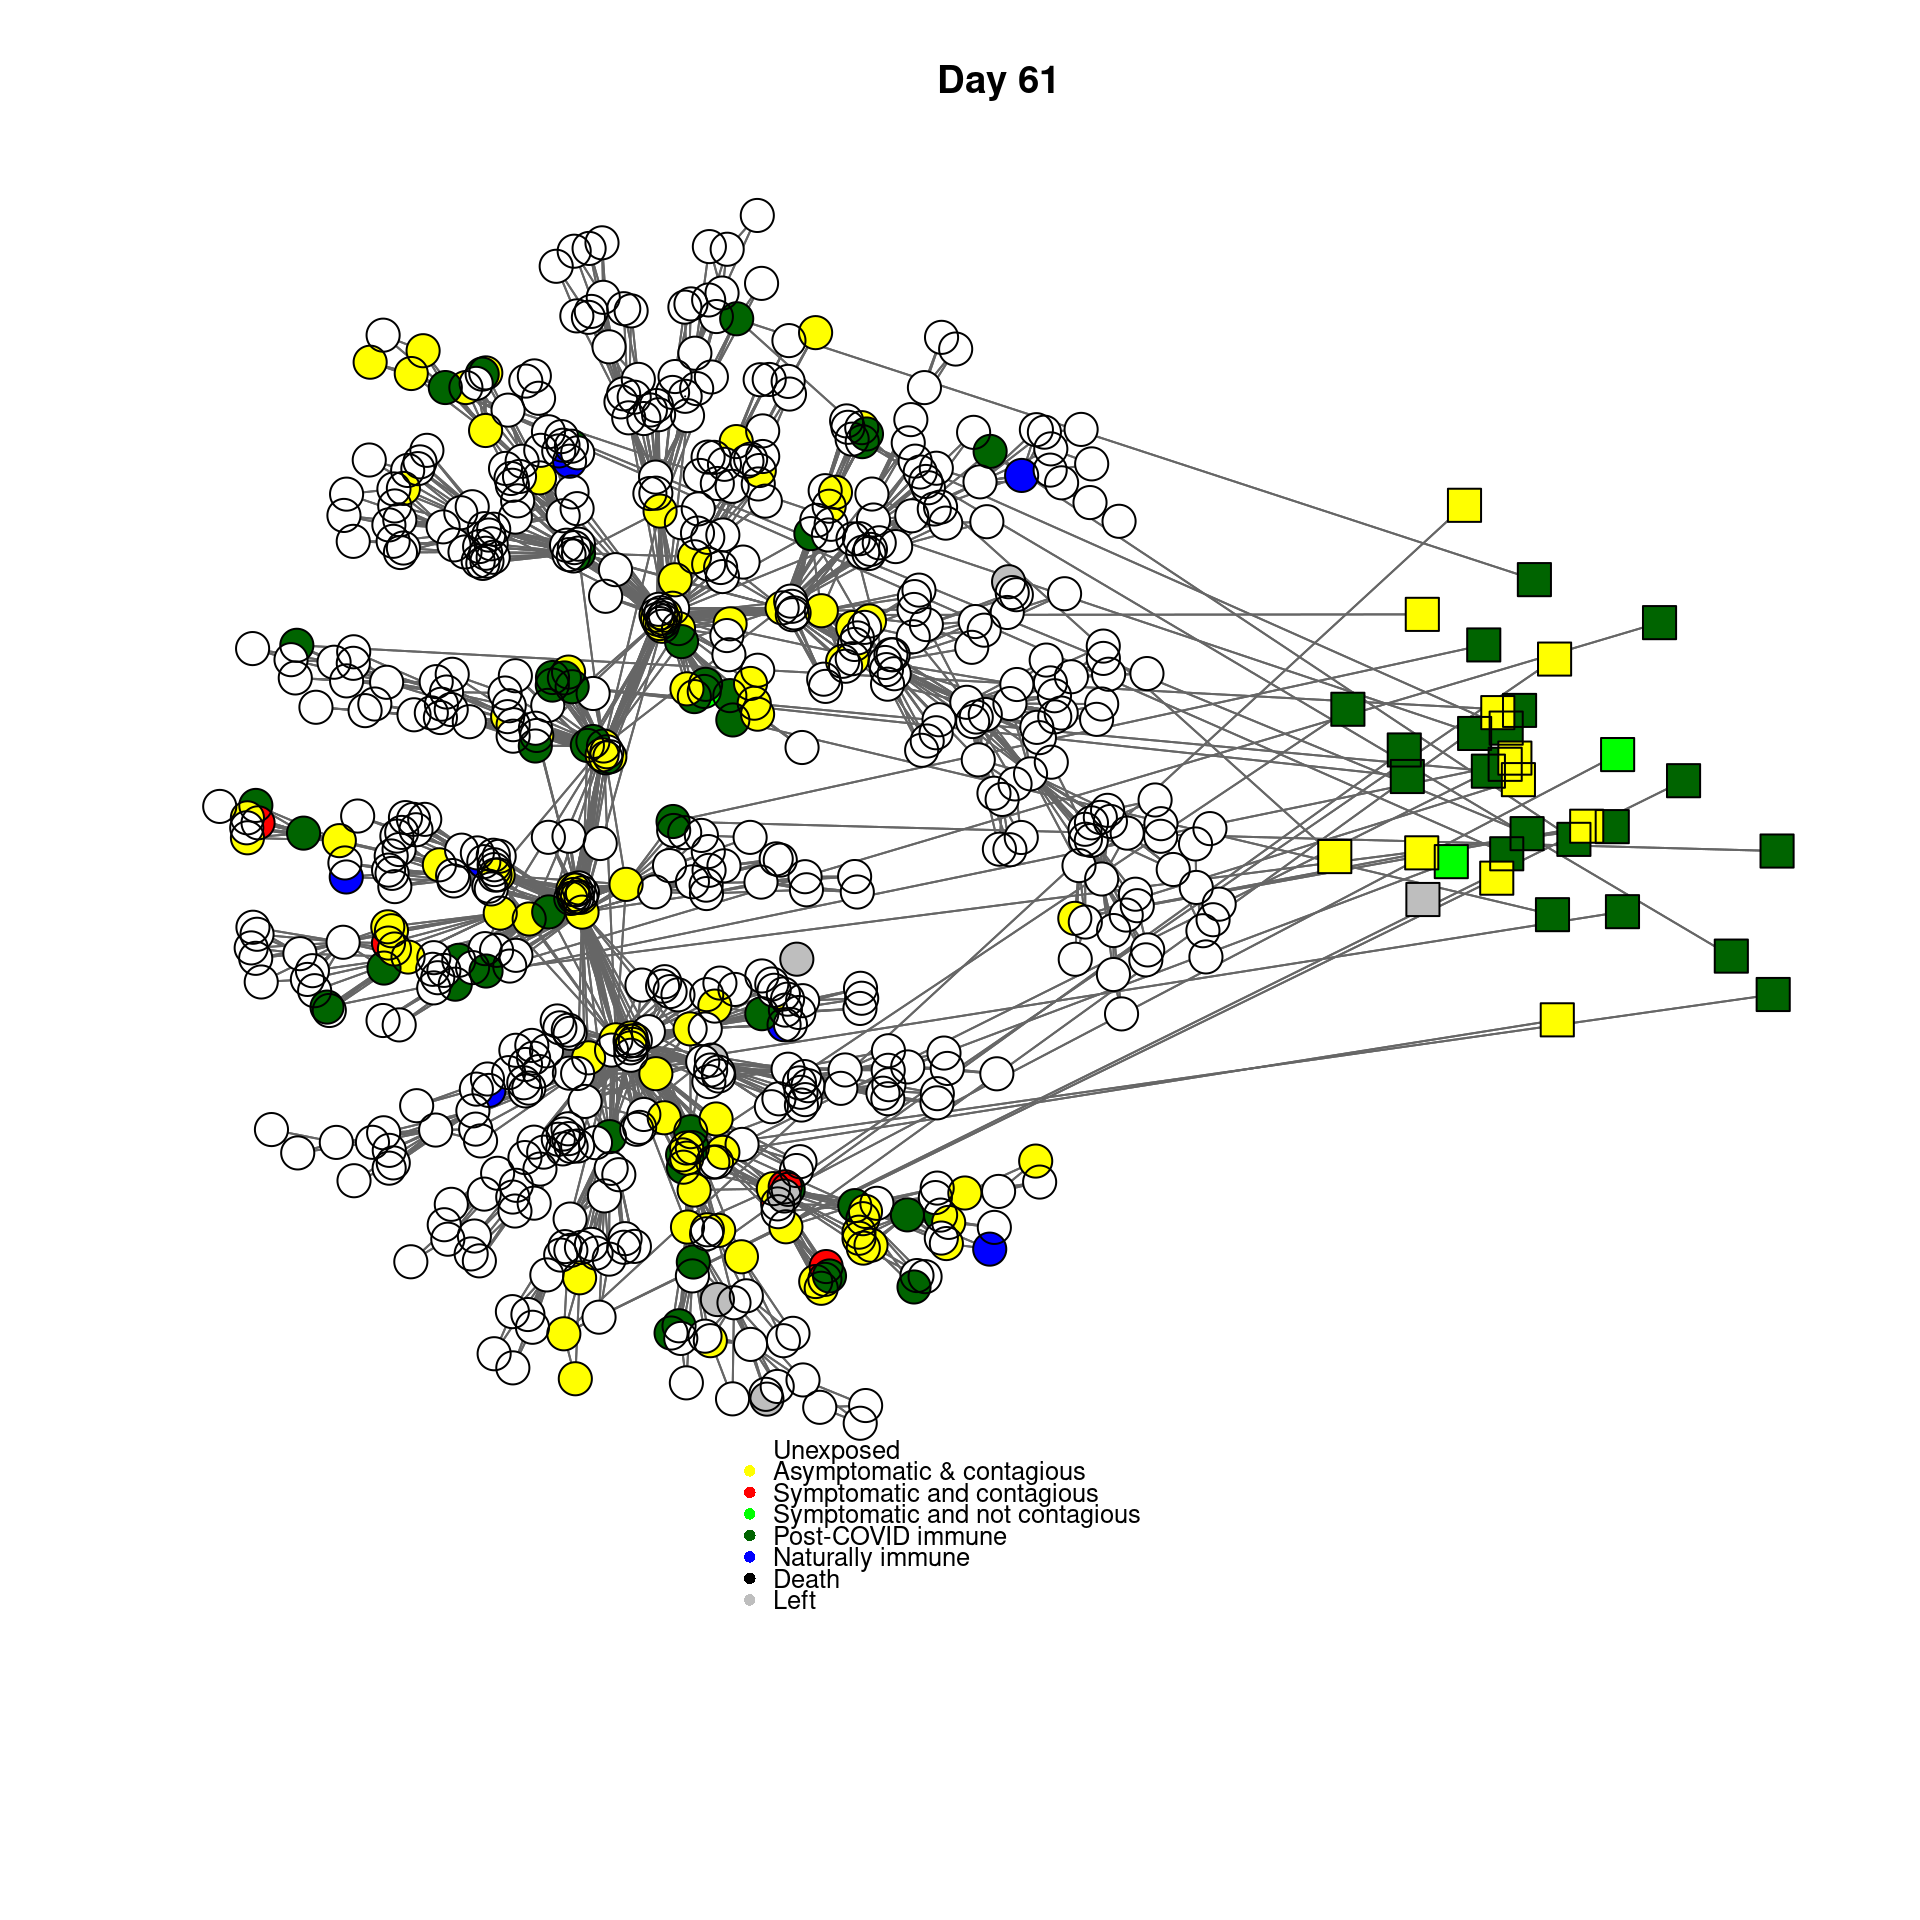 Day 61
Unexposed
Asymptomatic & contagious
Symptomatic and contagious
Symptomatic and not contagious
Post-COVID immune
Naturally immune
Death
Left